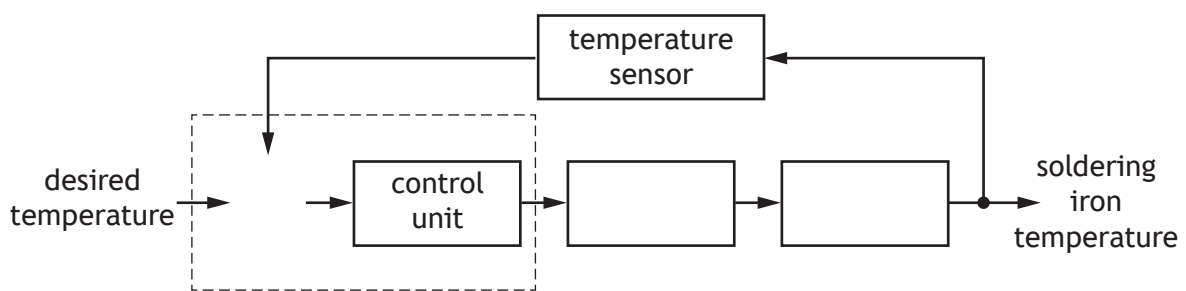 temperature
sensor
desired
temperature
control
unit
soldering
iron
temperature